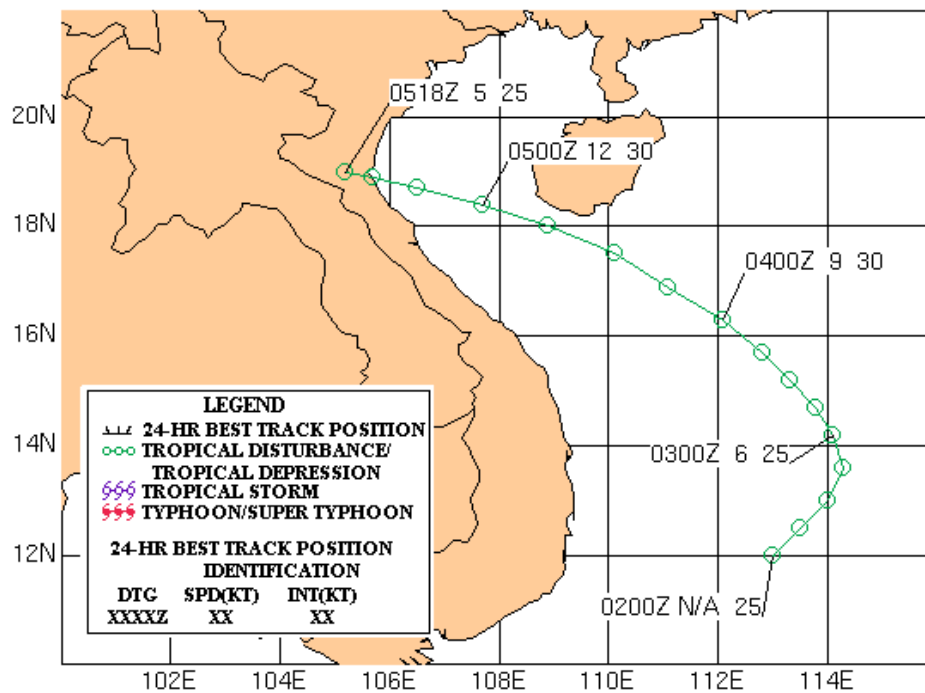 0518Z 5 25
20N
0500Z 12 30
18N
0400Z 9 30
16N
LEGEND
24-HR BEST TRACK POSITION
TROPICAL DISTURBANCE/
TROPICAL DEPRESSION
TROPICAL STORM
TYPHOON/SUPER TYPHOON
24-HR BEST TRACK POSITION
IDENTIFICATION
DTG SPD(KT) INT(KT)
XXXXZ XX XX
14N
0300Z 6 25
12N
0200Z N/A 25
102E 104E 106E 108E 110E 112E 114E